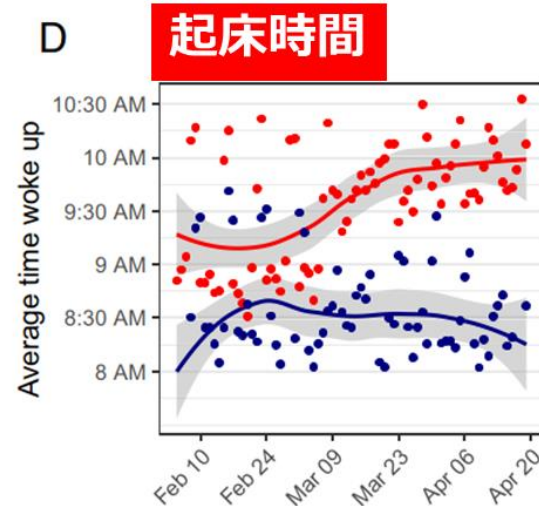 D
起床時間
Average time woke up
10:30 AM
10 AM
9:30 AM
9 AM
8:30 AM
8 AM
Feb 10
Feb 24
Mar 09
Mar 23
Apr 06
Apr 20